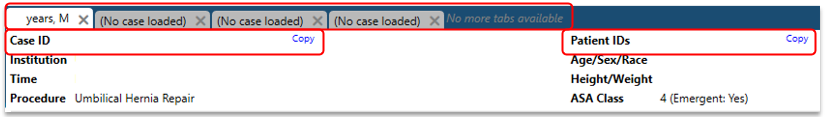 years, M (No case loaded) (No case loaded) (No case loaded) No more tabs available
Case ID Copy Patient IDs Copy
Institution Age/Sex/Race
Time Height/Weight
Procedure Umbilical Hernia Repair ASA Class 4 (Emergent: Yes)